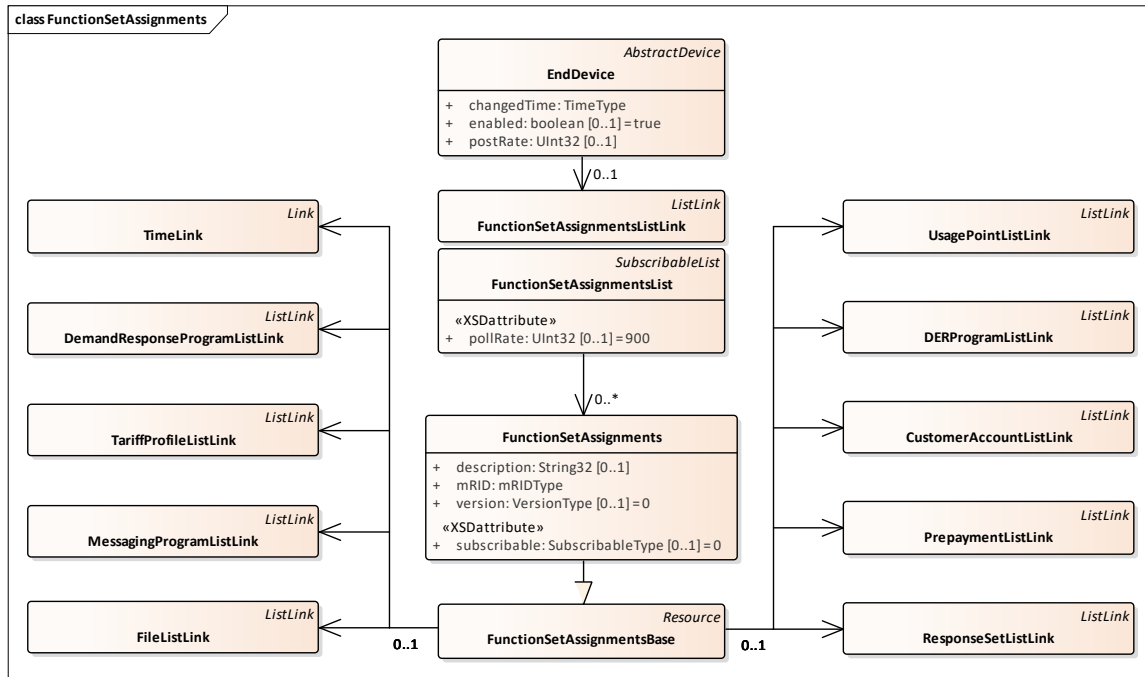 class FunctionSetAssignments
AbstractDevice
EndDevice
+ changedTime: TimeType
+ enabled: boolean [0..1] = true
+ postRate: UInt32 [0..1]
0..1
ListLink
FunctionSetAssignmentsListLink
SubscribableList
FunctionSetAssignmentsList
«XSDattribute»
+ pollRate: UInt32 [0..1] = 900
0..*
FunctionSetAssignments
+ description: String32 [0..1]
+ mRID: mRIDType
+ version: VersionType [0..1] = 0
«XSDattribute»
+ subscribable: SubscribableType [0..1] = 0
Resource
FunctionSetAssignmentsBase
0..1
0..1
Link
TimeLink
ListLink
DemandResponseProgramListLink
ListLink
TariffProfileListLink
ListLink
MessagingProgramListLink
ListLink
FileListLink
ListLink
UsagePointListLink
ListLink
DERProgramListLink
ListLink
CustomerAccountListLink
ListLink
PrepaymentListLink
ListLink
ResponseSetListLink